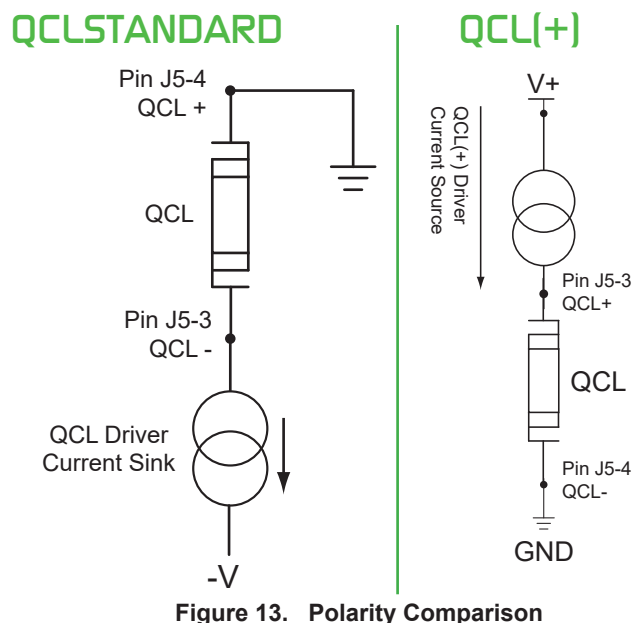 QCLSTANDARD
Pin J5-4
QCL +
QCL
Pin J5-3
QCL -
QCL Driver
Current Sink
-V
QCL(+)
V+
QCL(+) Driver
Current Source
Pin J5-3
QCL+
QCL
Pin J5-4
QCL-
GND
Figure 13. Polarity Comparison